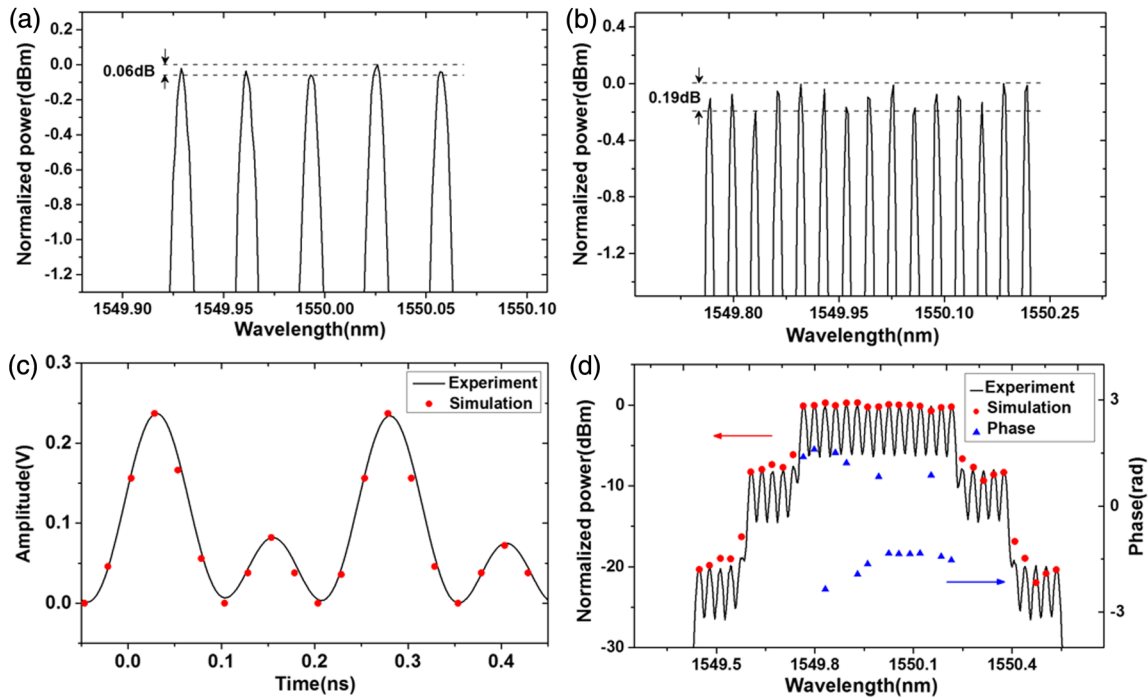 (a)
Normalized power(dBm)
0.2
0.0
-0.2
-0.4
-0.6
-0.8
-1.0
-1.2
0.06dB
1549.90
1549.95
1550.00
1550.05
1550.10
Wavelength(nm)
(b)
Normalized power(dBm)
0.4
0.0
-0.4
-0.8
-1.2
0.19dB
1549.80
1549.95
1550.10
1550.25
Wavelength(nm)
(c)
Amplitude(V)
0.3
0.2
0.1
0.0
Experiment
Simulation
0.0
0.1
0.2
0.3
0.4
Time(ns)
(d)
Normalized power(dBm)
0
-10
-20
-30
Experiment
Simulation
Phase
3
0
-3
Phase(rad)
1549.5
1549.8
1550.1
1550.4
Wavelength(nm)